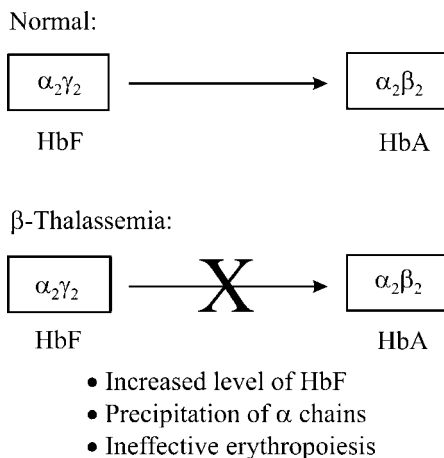 Normal:
α₂γ₂ α₂β₂
HbF HbA
β-Thalassemia:
X
α₂γ₂ α₂β₂
HbF HbA
• Increased level of HbF
• Precipitation of α chains
• Ineffective erythropoiesis